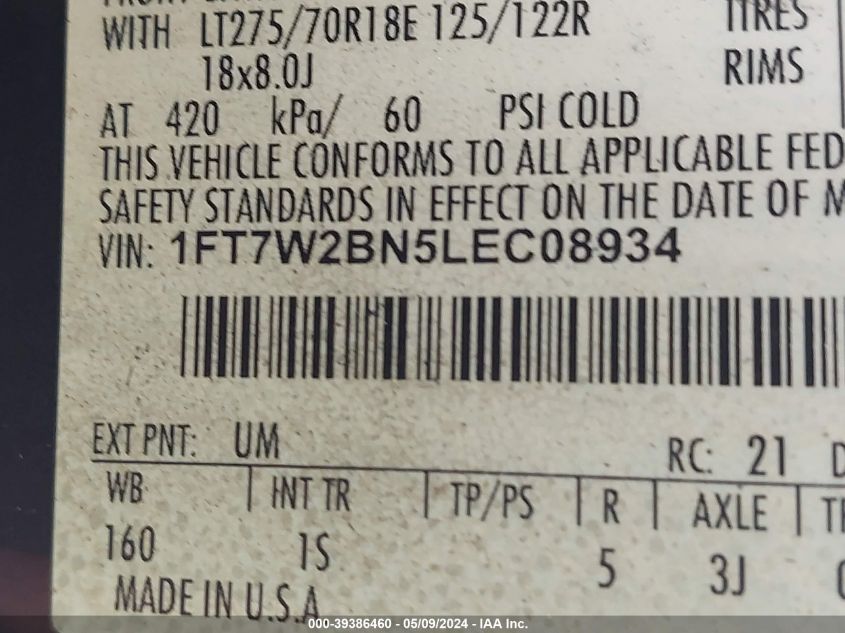 WITH LT275/70R18E 125/122R TIRES
18x8.0J RIMS
AT 420 kPa/ 60 PSI COLD
THIS VEHICLE CONFORMS TO ALL APPLICABLE FED
SAFETY STANDARDS IN EFFECT ON THE DATE OF M
VIN: 1FT7W2BN5LEC08934
EXT PNT: UM RC: 21 D
WB INT TR TP/PS R AXLE
160 1S 5 3J
MADE IN U.S.A
000-39386460 - 05/09/2024 - IAA Inc.